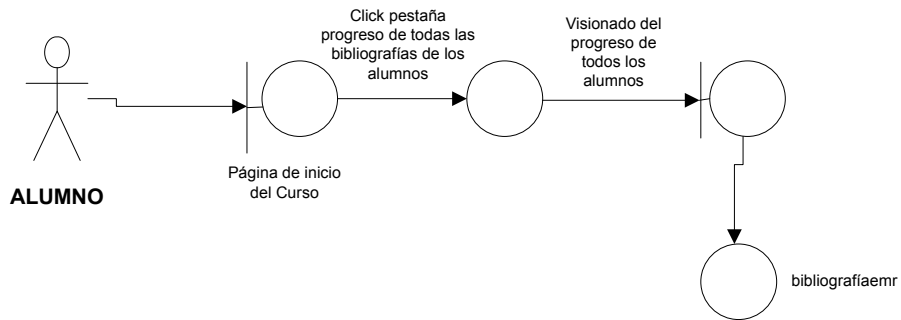 Click pestaña
progreso de todas las
bibliografías de los
alumnos
Visionado del
progreso de
todos los
alumnos
Página de inicio
del Curso
ALUMNO
bibliografíaemr